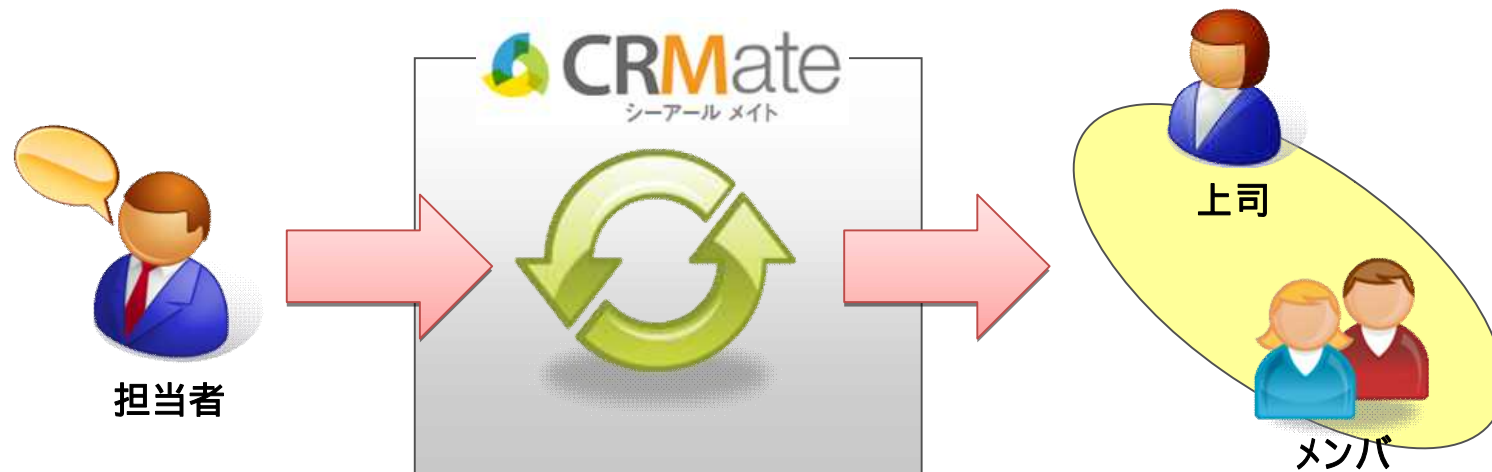 CRMate
シーアール メイト
担当者
上司
メンバ